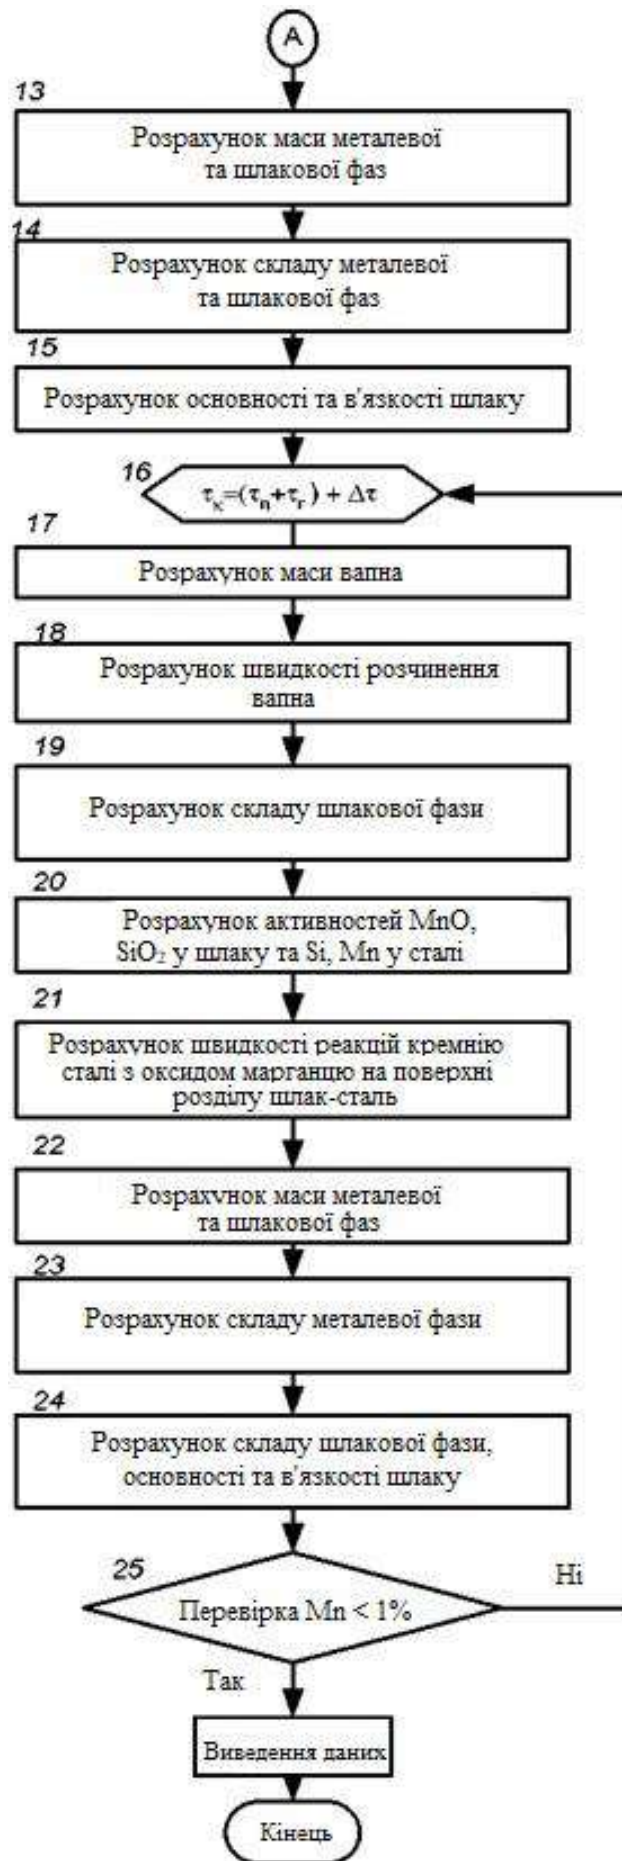 А
13
Розрахунок маси металевої
та шлакової фаз
14
Розрахунок складу металевої
та шлакової фаз
15
Розрахунок основності та в'язкості шлаку
16
τк=(τп+τг) + Δτ
17
Розрахунок маси вапна
18
Розрахунок швидкості розчинення
вапна
19
Розрахунок складу шлакової фази
20
Розрахунок активностей MnO,
SiO₂ у шлаку та Si, Mn у сталі
21
Розрахунок швидкості реакцій кремнію
сталі з оксидом марганцю на поверхні
розділу шлак-сталь
22
Розрахунок маси металевої
та шлакової фаз
23
Розрахунок складу металевої фази
24
Розрахунок складу шлакової фази,
основності та в'язкості шлаку
25
Ні
Перевірка Mn < 1%
Так
Виведення даних
Кінець